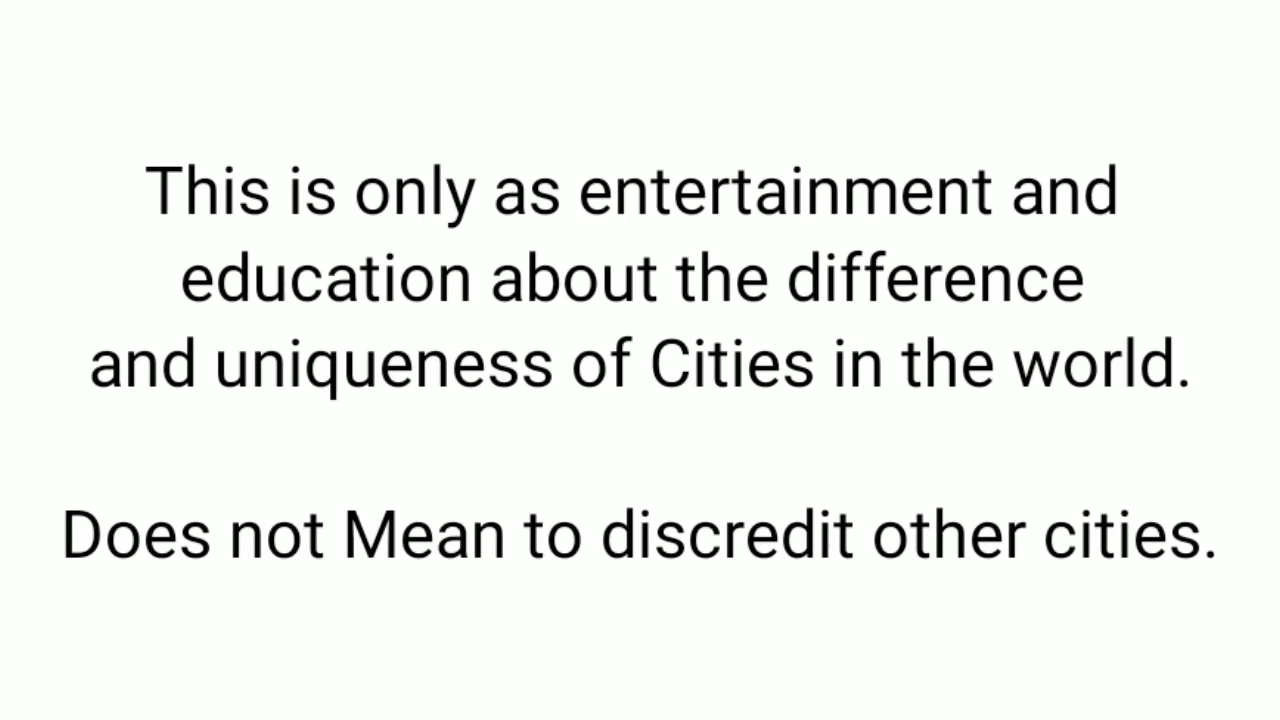 This is only as entertainment and
education about the difference
and uniqueness of Cities in the world.
Does not Mean to discredit other cities.